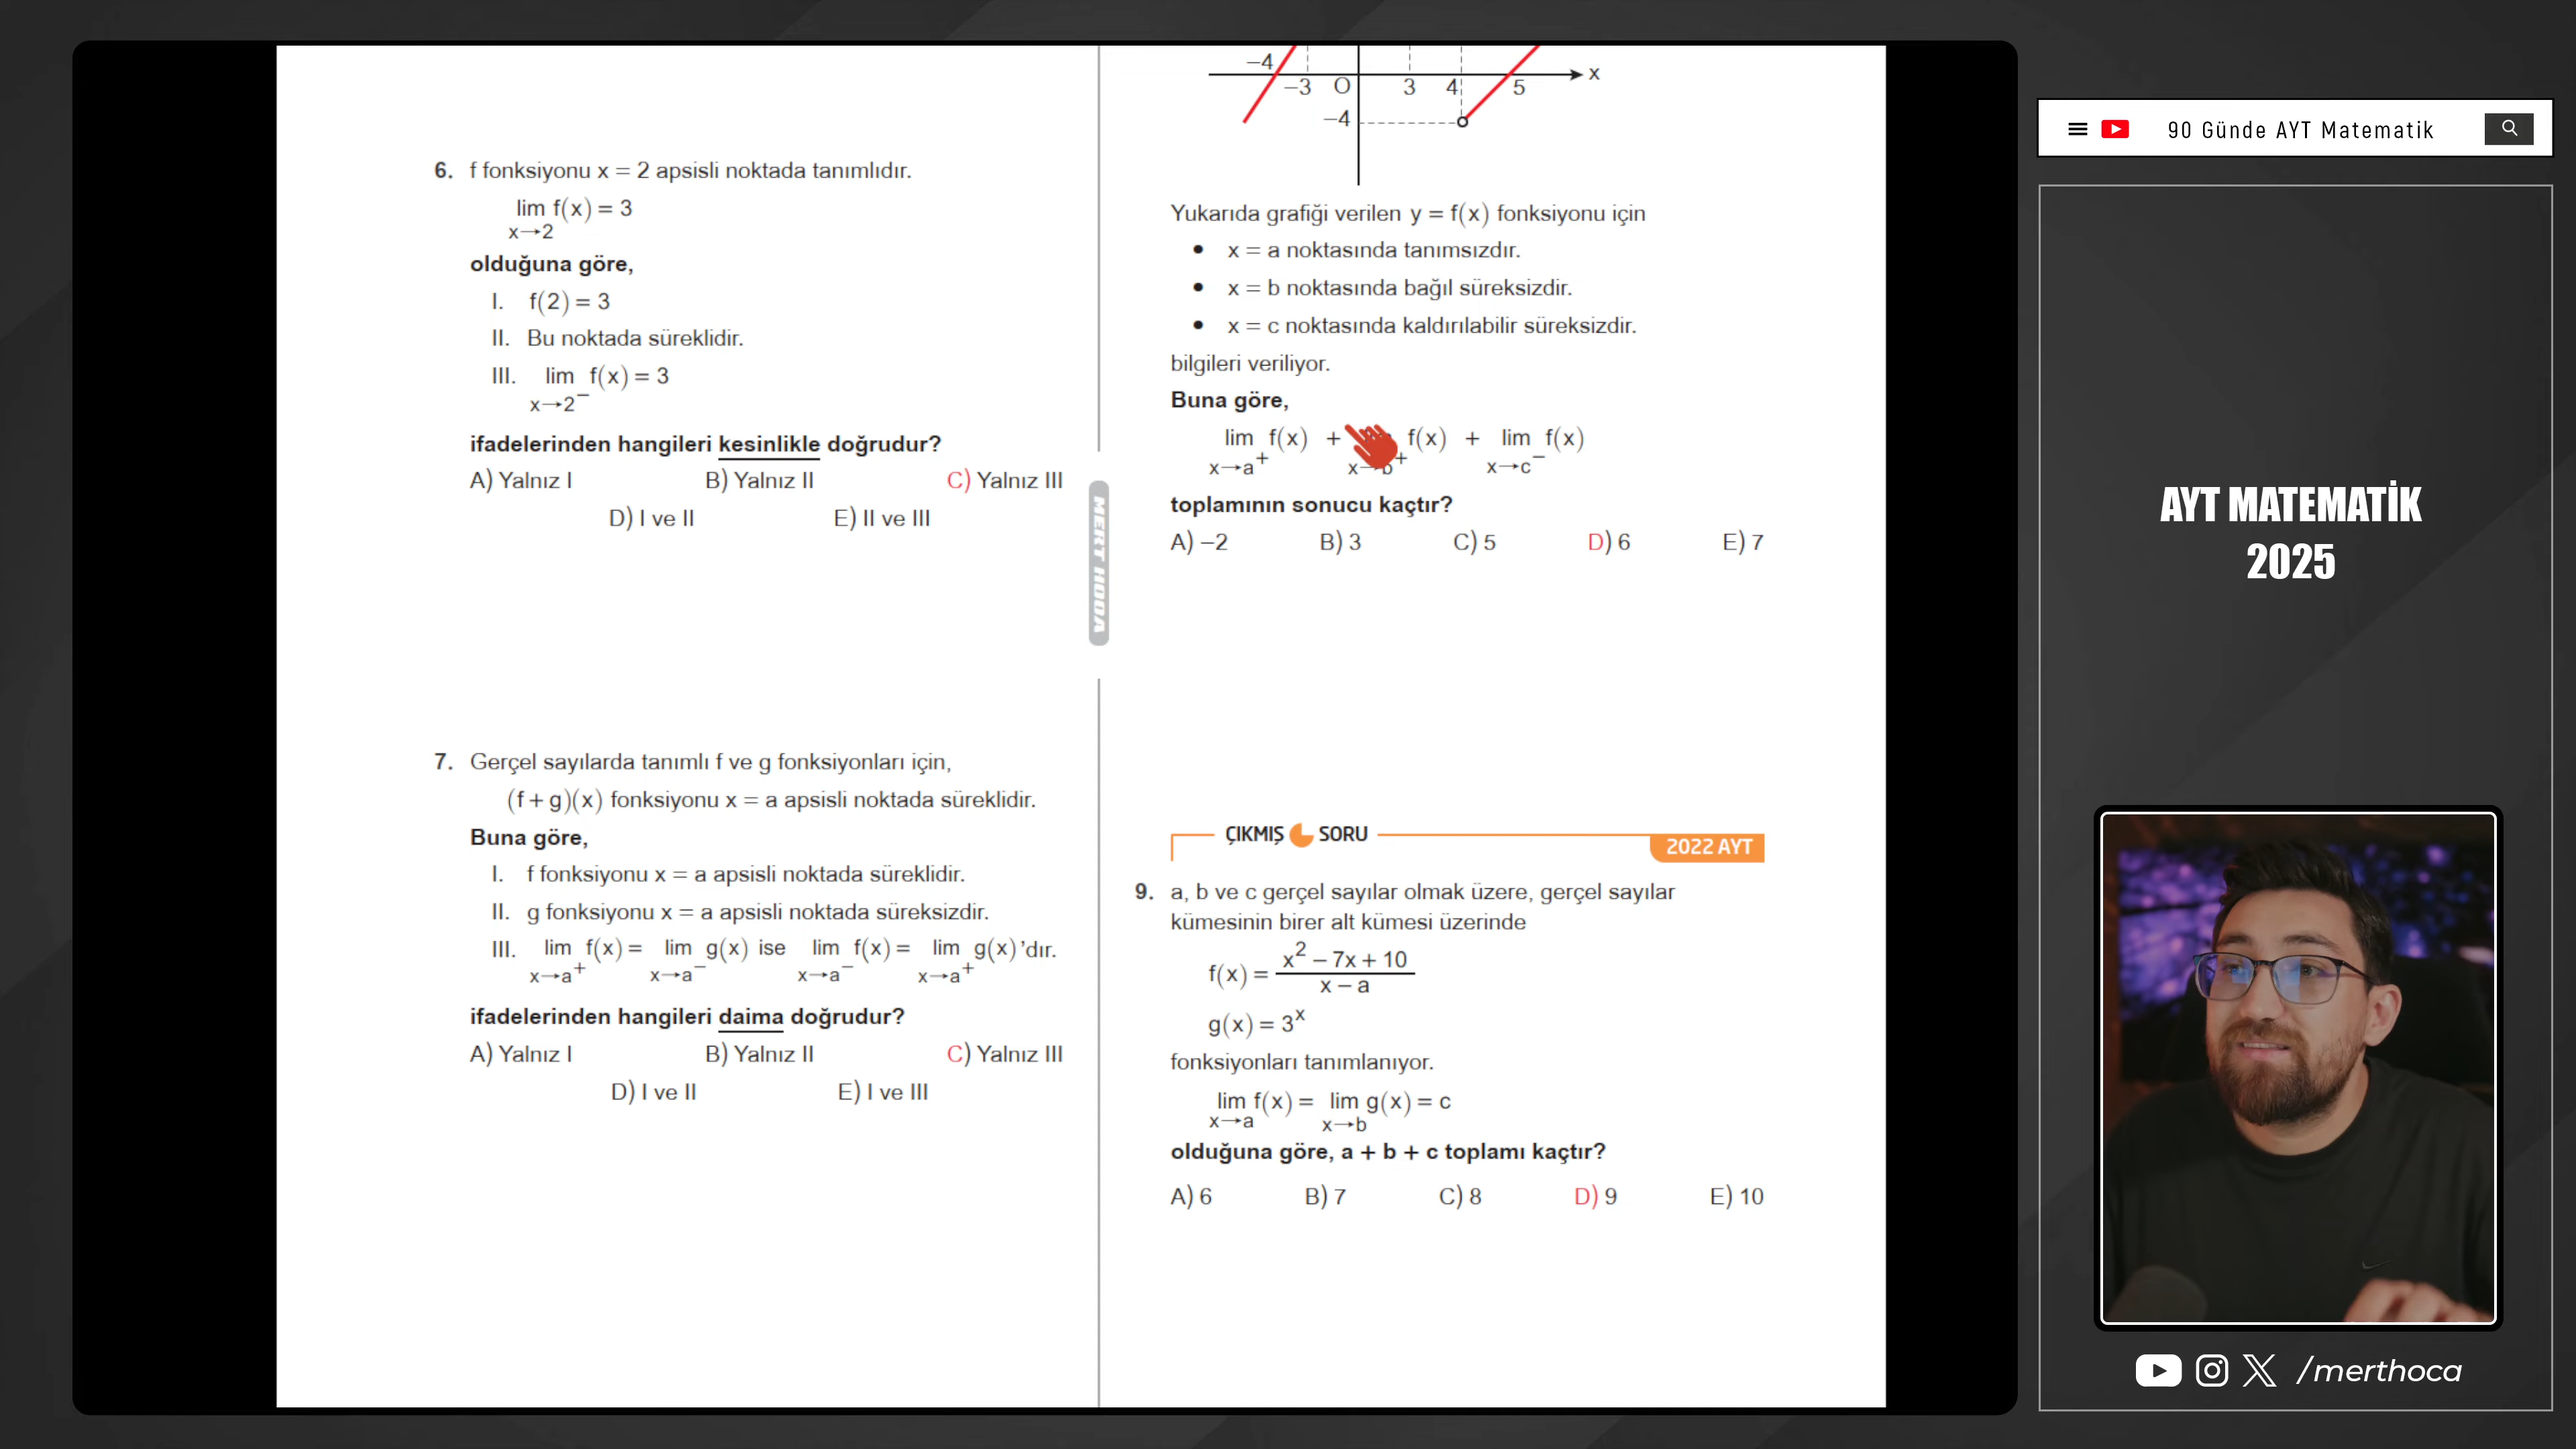 6. f fonksiyonu x = 2 apsisli noktada tanımlıdır.
lim f(x) = 3
x→2
olduğuna göre,
I. f(2) = 3
II. Bu noktada süreklidir.
III. lim f(x) = 3
x→2⁻
ifadelerinden hangileri kesinlikle doğrudur?
A) Yalnız I B) Yalnız II C) Yalnız III
D) I ve II E) II ve III
7. Gerçel sayılarda tanımlı f ve g fonksiyonları için,
(f + g)(x) fonksiyonu x = a apsisli noktada süreklidir.
Buna göre,
I. f fonksiyonu x = a apsisli noktada süreklidir.
II. g fonksiyonu x = a apsisli noktada süreksizdir.
III. lim f(x) = lim g(x) ise lim f(x) = lim g(x)'dır.
x→a⁺ x→a⁻ x→a⁻ x→a⁺
ifadelerinden hangileri daima doğrudur?
A) Yalnız I B) Yalnız II C) Yalnız III
D) I ve II E) I ve III
MERT HOCA
−4
x
−3 O 3 4 5
−4
Yukarıda grafiği verilen y = f(x) fonksiyonu için
• x = a noktasında tanımsızdır.
• x = b noktasında bağıl süreksizdir.
• x = c noktasında kaldırılabilir süreksizdir.
bilgileri veriliyor.
Buna göre,
lim f(x) + f(x) + lim f(x)
x→a⁺ x→b⁺ x→c⁻
toplamının sonucu kaçtır?
A) −2 B) 3 C) 5 D) 6 E) 7
ÇIKMIŞ SORU
2022 AYT
9. a, b ve c gerçel sayılar olmak üzere, gerçel sayılar
kümesinin birer alt kümesi üzerinde
f(x) = x² − 7x + 10
x − a
g(x) = 3ˣ
fonksiyonları tanımlanıyor.
lim f(x) = lim g(x) = c
x→a x→b
olduğuna göre, a + b + c toplamı kaçtır?
A) 6 B) 7 C) 8 D) 9 E) 10
90 Günde AYT Matematik
AYT MATEMATİK
2025
/merthoca